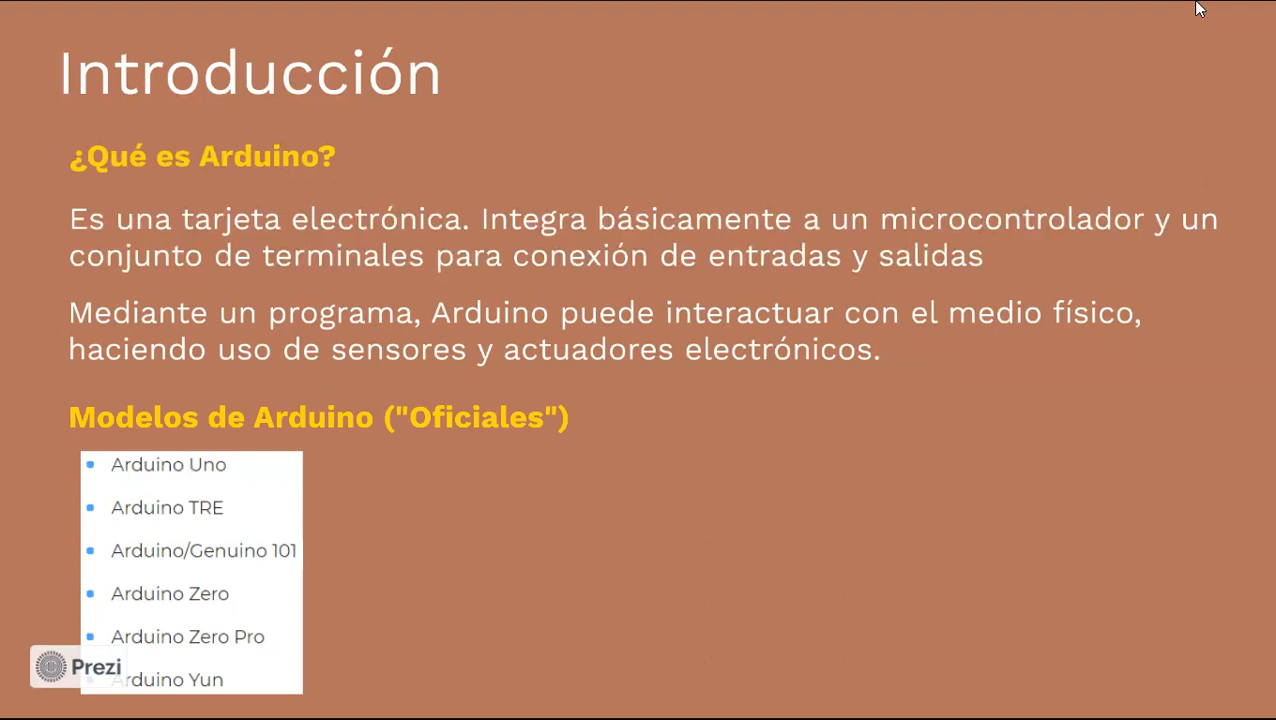 Introducción
¿Qué es Arduino?
Es una tarjeta electrónica. Integra básicamente a un microcontrolador y un
conjunto de terminales para conexión de entradas y salidas
Mediante un programa, Arduino puede interactuar con el medio físico,
haciendo uso de sensores y actuadores electrónicos.
Modelos de Arduino ("Oficiales")
Arduino Uno
Arduino TRE
Arduino/Genuino 101
Arduino Zero
Arduino Zero Pro
Prezi
Arduino Yun